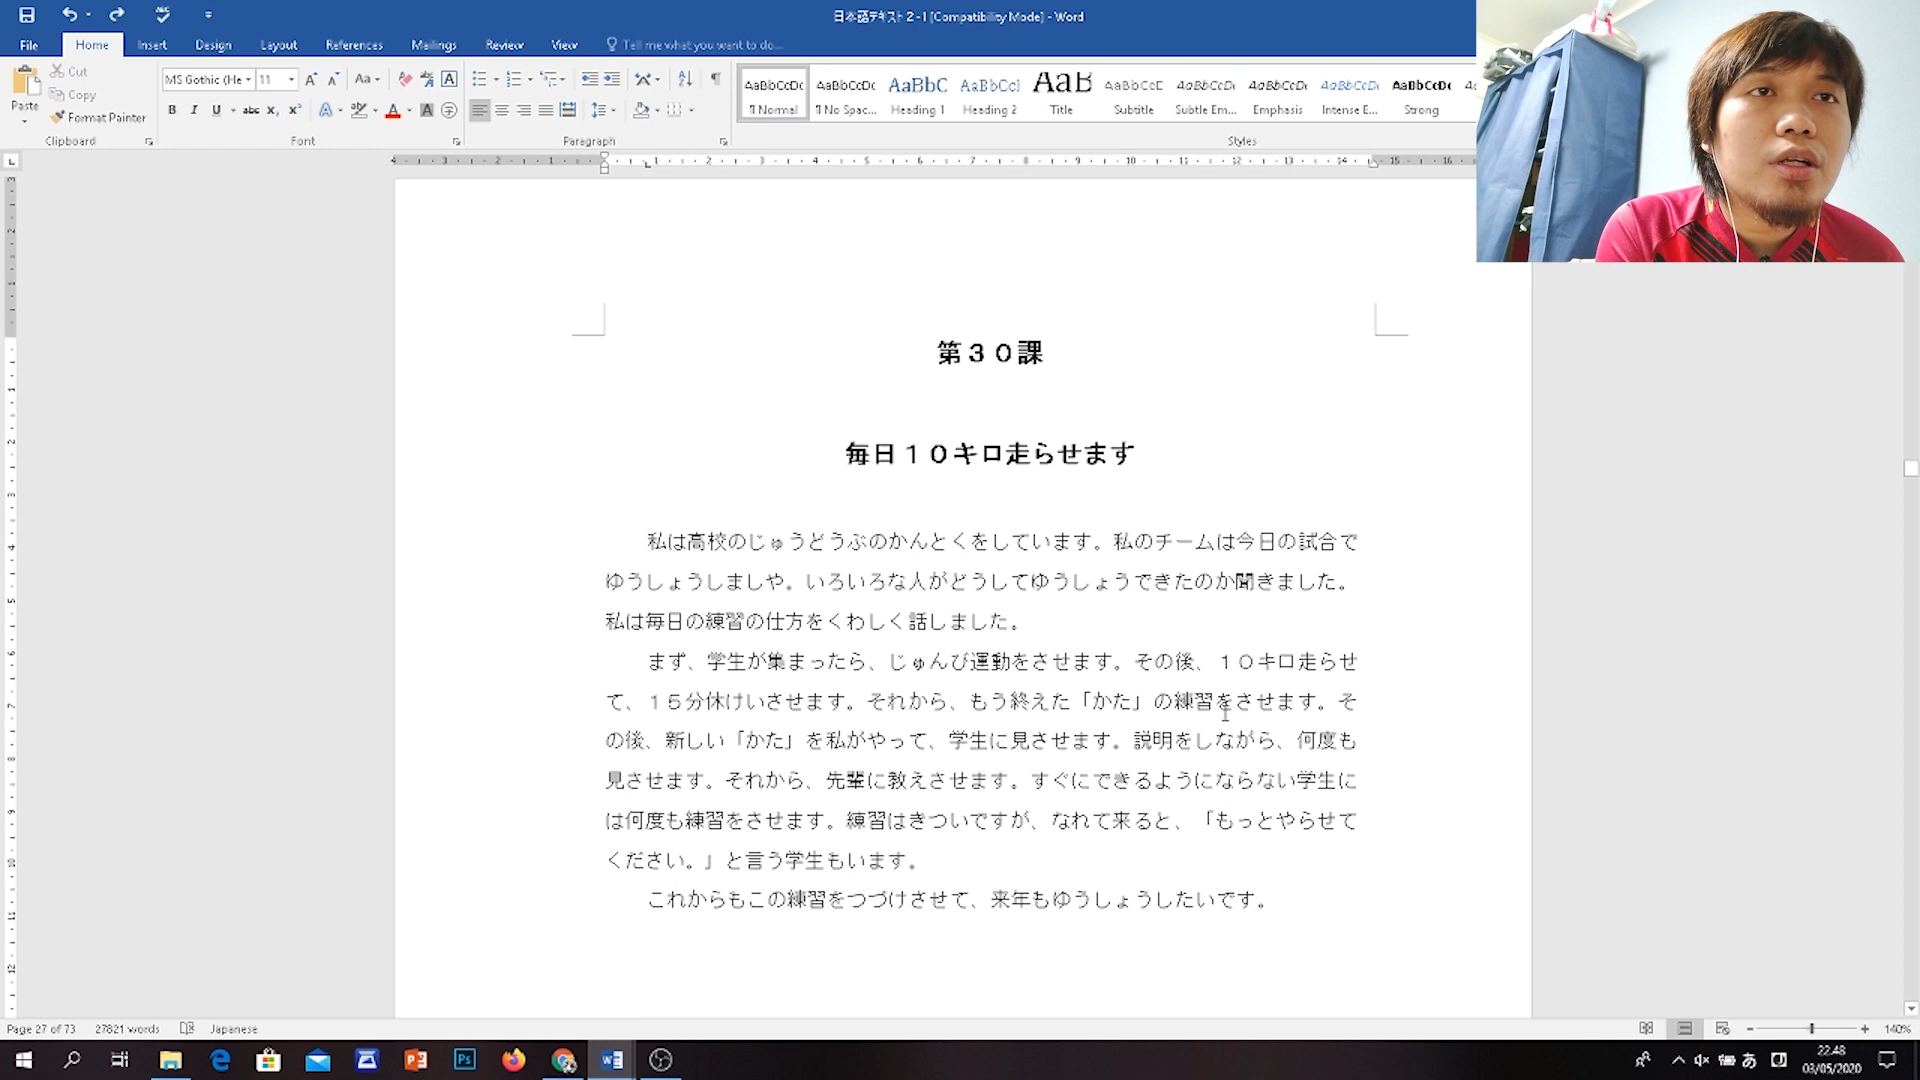 日本語テキスト2-I [Compatibility Mode] - Word
File Home Insert Design Layout References Mailings Review View Tell me what you want to do...
Paste
Cut
Copy
Format Painter
Clipboard
MS Gothic (He 11
Font
Paragraph
AaBbCcDc AaBbCcDc AaBbC AaBbCcI AaB AaBbCcC AaBbCcDc AaBbCcDc AaBbCcDc AaBbCcDc
¶ Normal ¶ No Spac... Heading 1 Heading 2 Title Subtitle Subtle Em... Emphasis Intense E... Strong
Styles
第３０課
毎日１０キロ走らせます
私は高校のじゅうどうぶのかんとくをしています。私のチームは今日の試合で
ゆうしょうしましや。いろいろな人がどうしてゆうしょうできたのか聞きました。
私は毎日の練習の仕方をくわしく話しました。
まず、学生が集まったら、じゅんび運動をさせます。その後、１０キロ走らせ
て、１５分休けいさせます。それから、もう終えた「かた」の練習をさせます。そ
の後、新しい「かた」を私がやって、学生に見させます。説明をしながら、何度も
見させます。それから、先輩に教えさせます。すぐにできるようにならない学生に
は何度も練習をさせます。練習はきついですが、なれて来ると、「もっとやらせて
ください。」と言う学生もいます。
これからもこの練習をつづけさせて、来年もゆうしょうしたいです。
Page 27 of 73 27821 words Japanese
140%
あ
22.48
03/05/2020